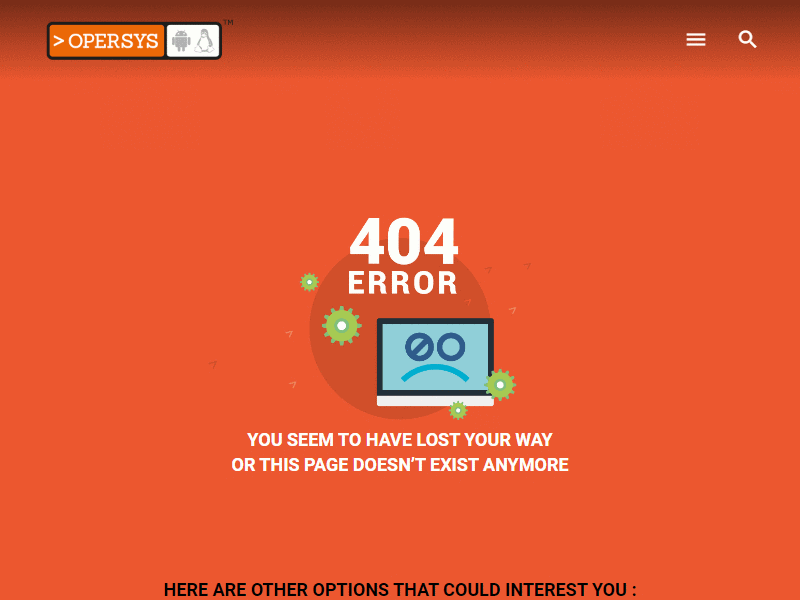 > OPERSYS ™
404
ERROR
YOU SEEM TO HAVE LOST YOUR WAY
OR THIS PAGE DOESN’T EXIST ANYMORE
HERE ARE OTHER OPTIONS THAT COULD INTEREST YOU :